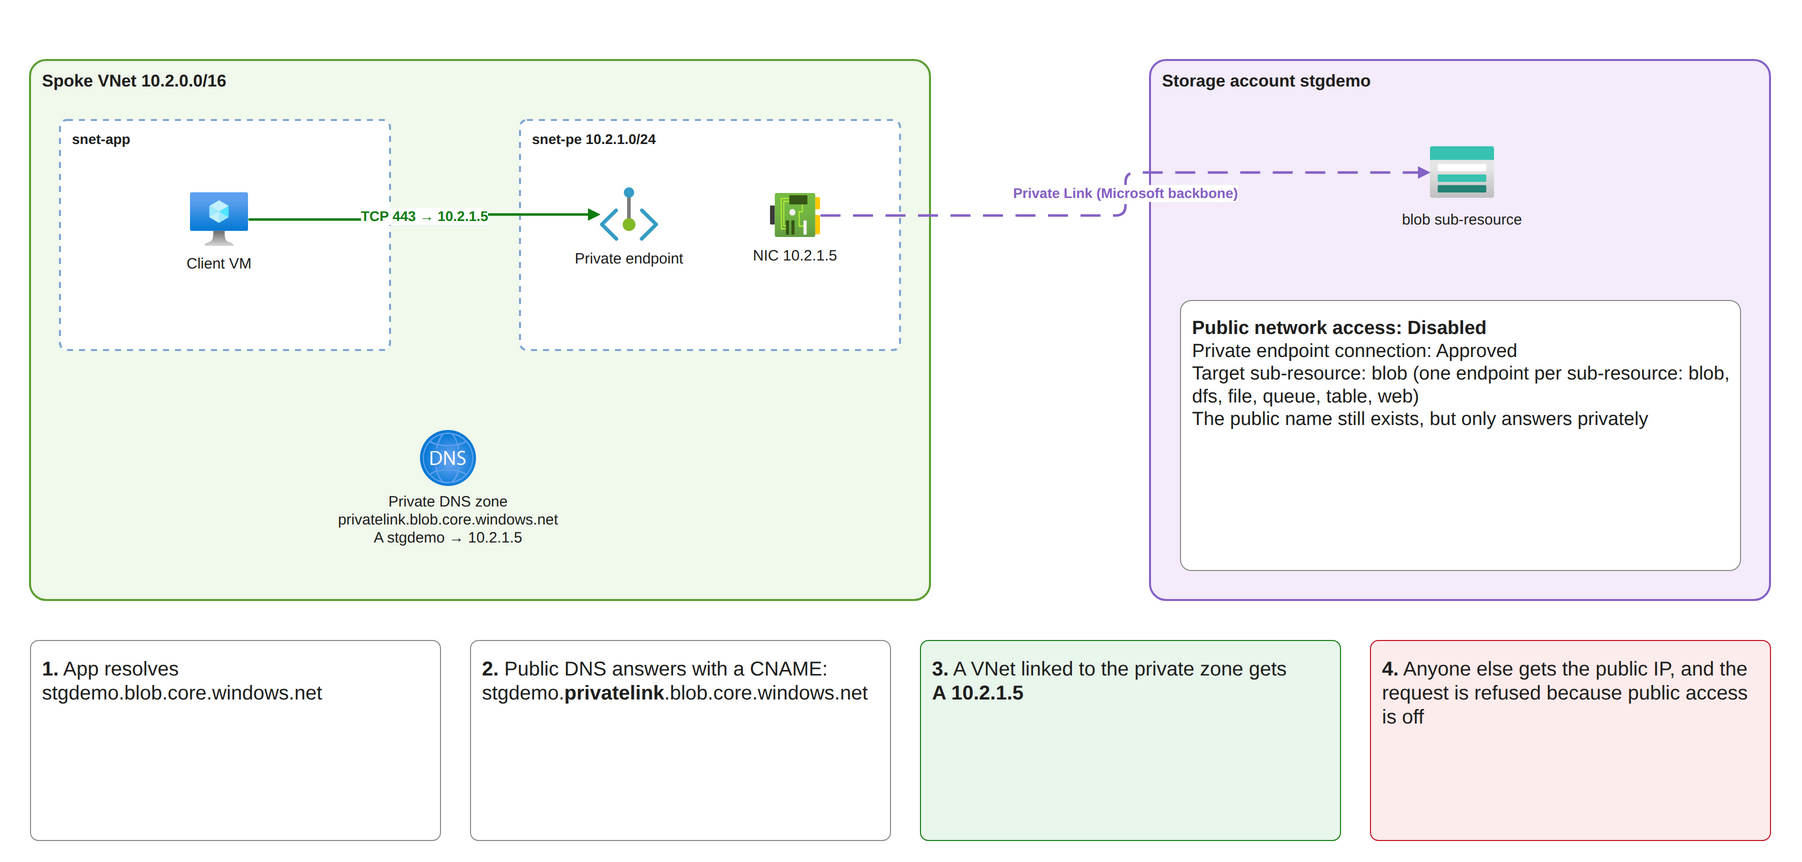 Spoke VNet 10.2.0.0/16
snet-app
Client VM
TCP 443 → 10.2.1.5
snet-pe 10.2.1.0/24
Private endpoint
NIC 10.2.1.5
Private Link (Microsoft backbone)
DNS
Private DNS zone
privatelink.blob.core.windows.net
A stgdemo → 10.2.1.5
Storage account stgdemo
blob sub-resource
Public network access: Disabled
Private endpoint connection: Approved
Target sub-resource: blob (one endpoint per sub-resource: blob,
dfs, file, queue, table, web)
The public name still exists, but only answers privately
1. App resolves
stgdemo.blob.core.windows.net
2. Public DNS answers with a CNAME:
stgdemo.privatelink.blob.core.windows.net
3. A VNet linked to the private zone gets
A 10.2.1.5
4. Anyone else gets the public IP, and the
request is refused because public access
is off